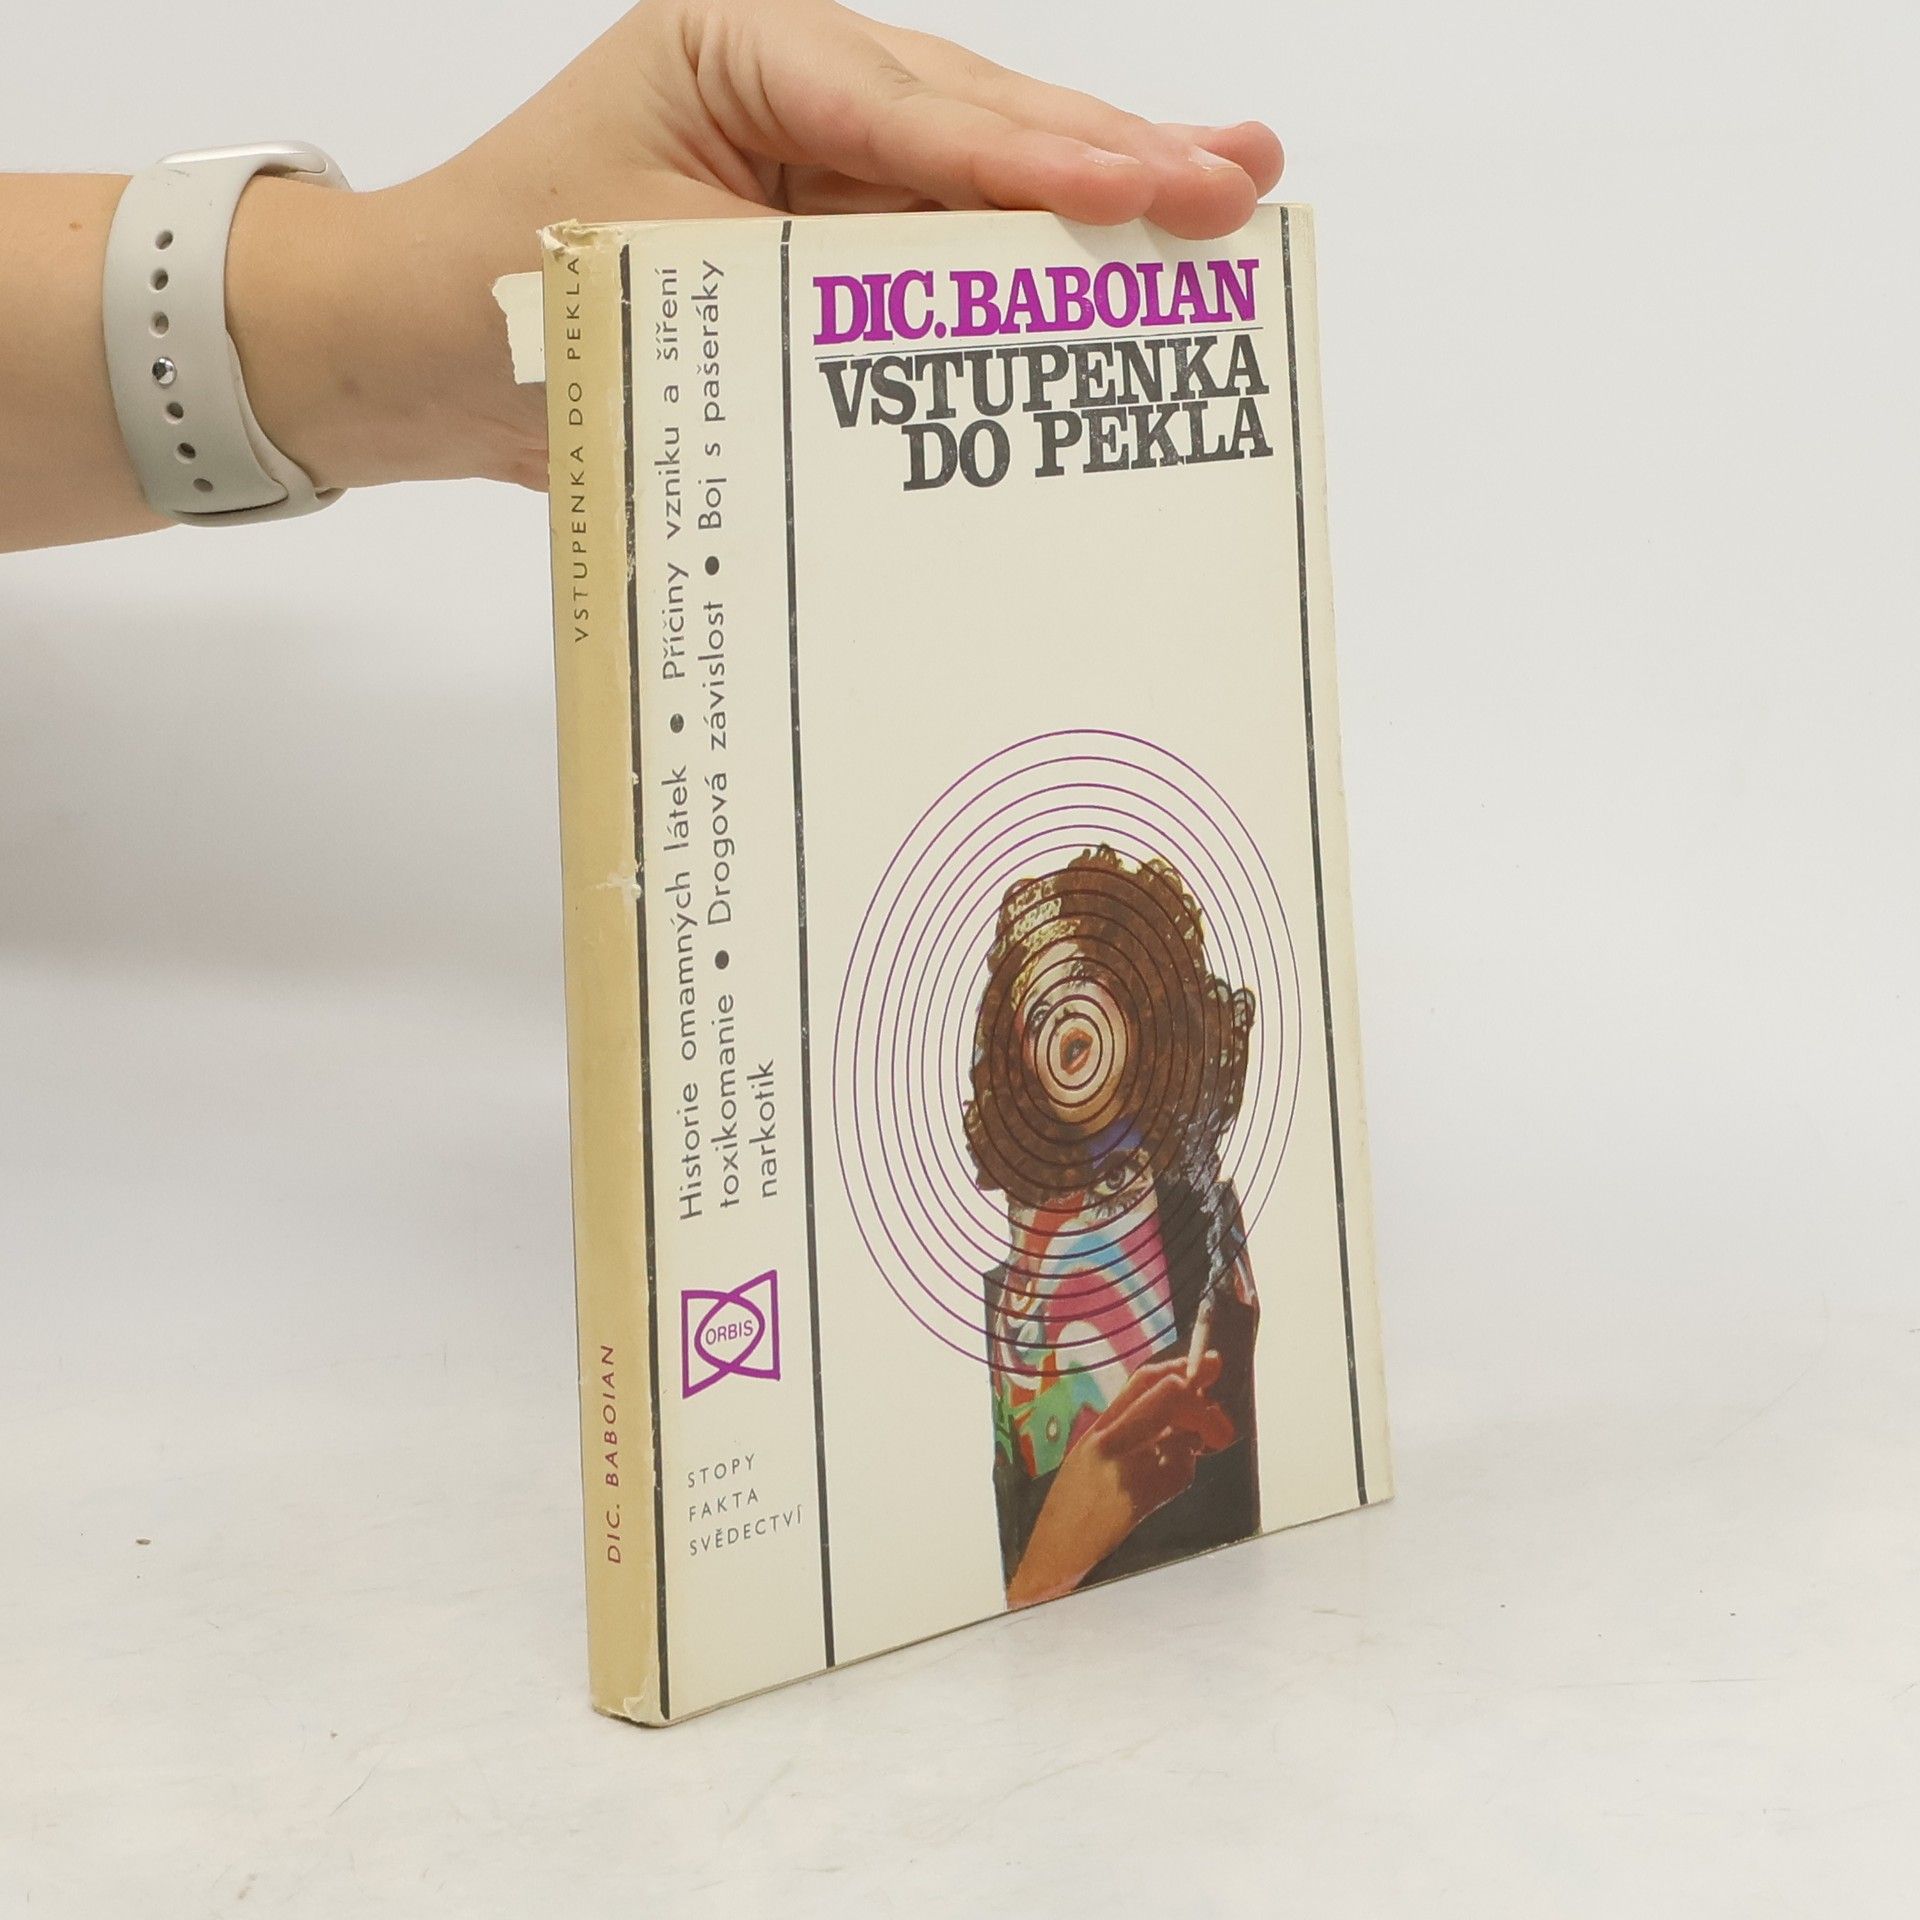 VSTUPENKA DO PEKLA
DIC. BABOIAN
Historie omamných látek ● Příčiny vzniku a šíření
toxikomanie ● Drogová závislost ● Boj s pašeráky
narkotik
ORBIS
STOPY
FAKTA
SVĚDECTVÍ
DIC. BABOIAN
VSTUPENKA
DO PEKLA